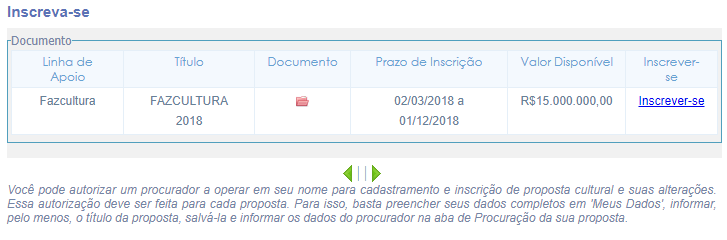 Inscreva-se
Documento
Linha de Apoio Título Documento Prazo de Inscrição Valor Disponível Inscrever-se
Fazcultura FAZCULTURA 2018 02/03/2018 a 01/12/2018 R$15.000.000,00 Inscrever-se
Você pode autorizar um procurador a operar em seu nome para cadastramento e inscrição de proposta cultural e suas alterações.
Essa autorização deve ser feita para cada proposta. Para isso, basta preencher seus dados completos em 'Meus Dados', informar,
pelo menos, o título da proposta, salvá-la e informar os dados do procurador na aba de Procuração da sua proposta.